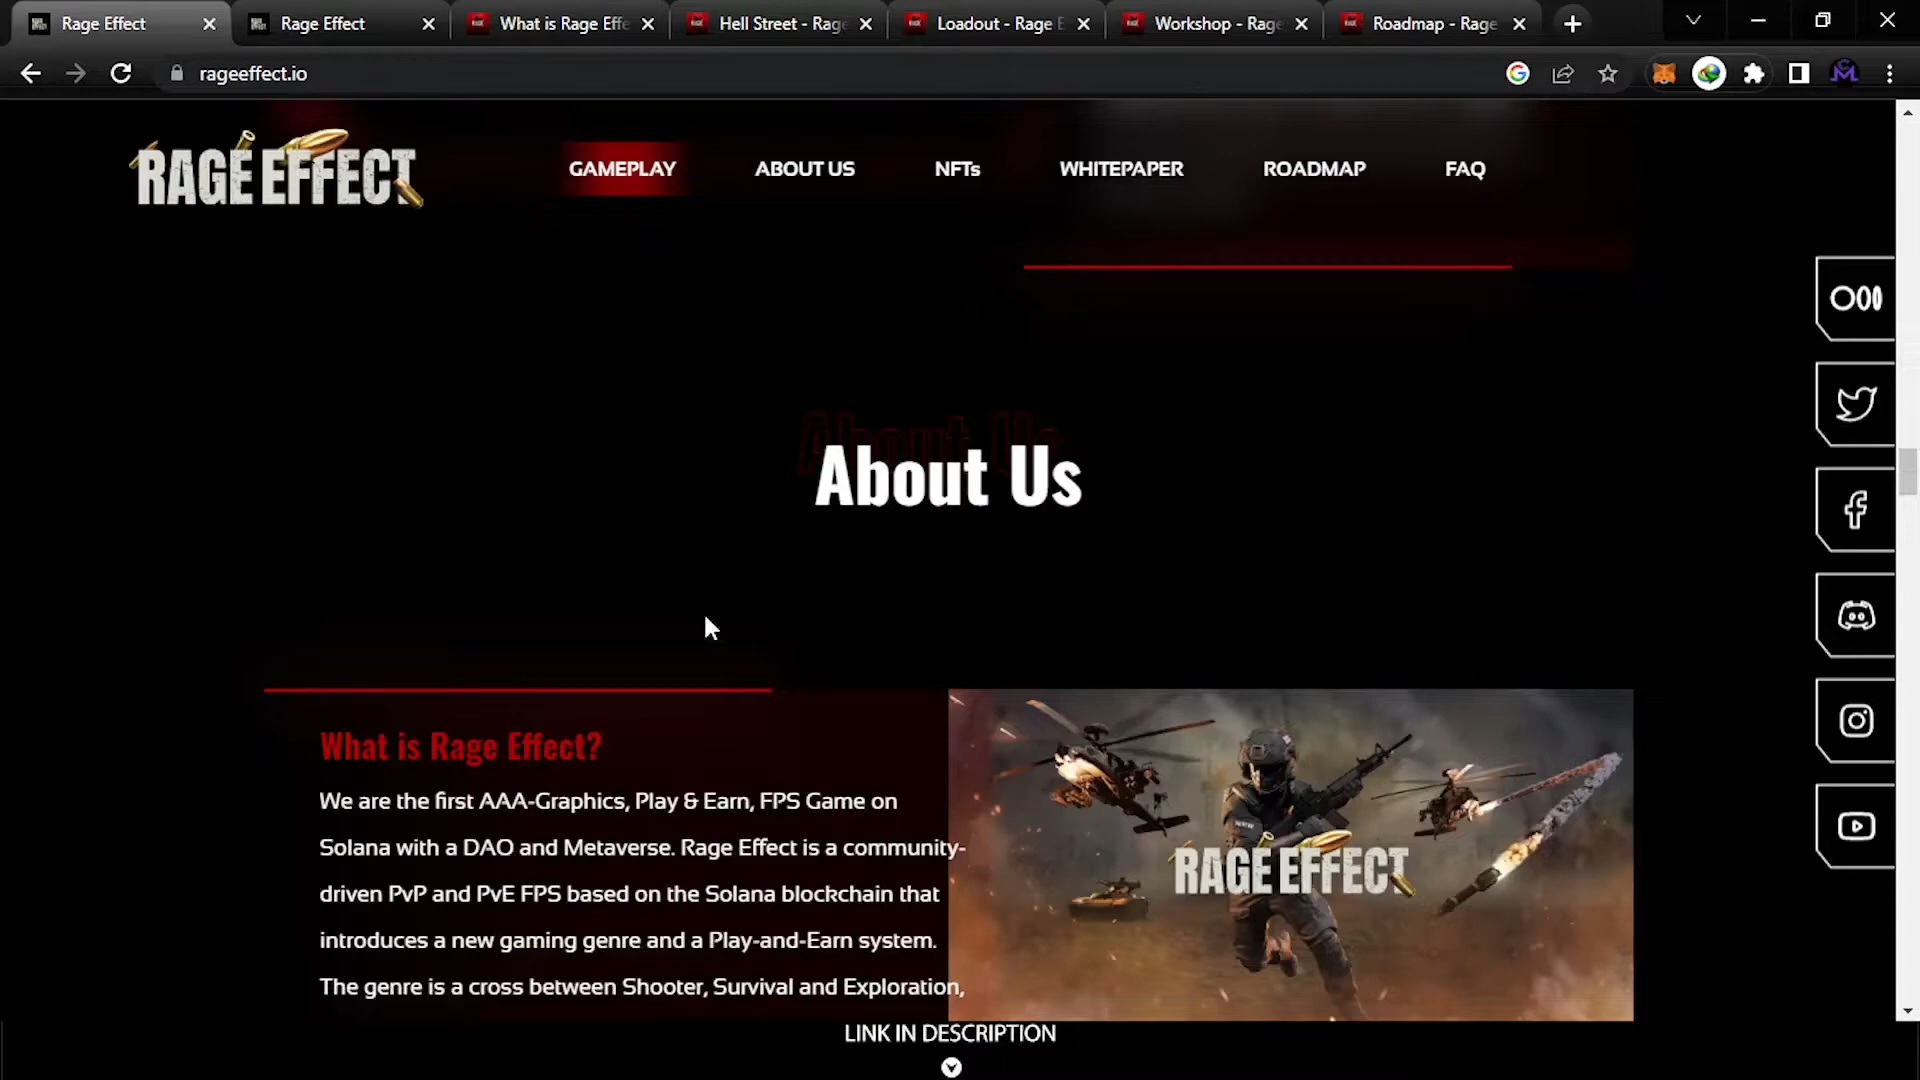 Rage Effect
Rage Effect
What is Rage Effe
Hell Street - Rage
Loadout - Rage E
Workshop - Rage
Roadmap - Rage
rageeffect.io
RAGE EFFECT
GAMEPLAY
ABOUT US
NFTs
WHITEPAPER
ROADMAP
FAQ
About Us
About Us
What is Rage Effect?
We are the first AAA-Graphics, Play & Earn, FPS Game on
Solana with a DAO and Metaverse. Rage Effect is a community-
driven PvP and PvE FPS based on the Solana blockchain that
introduces a new gaming genre and a Play-and-Earn system.
The genre is a cross between Shooter, Survival and Exploration,
RAGE EFFECT
LINK IN DESCRIPTION